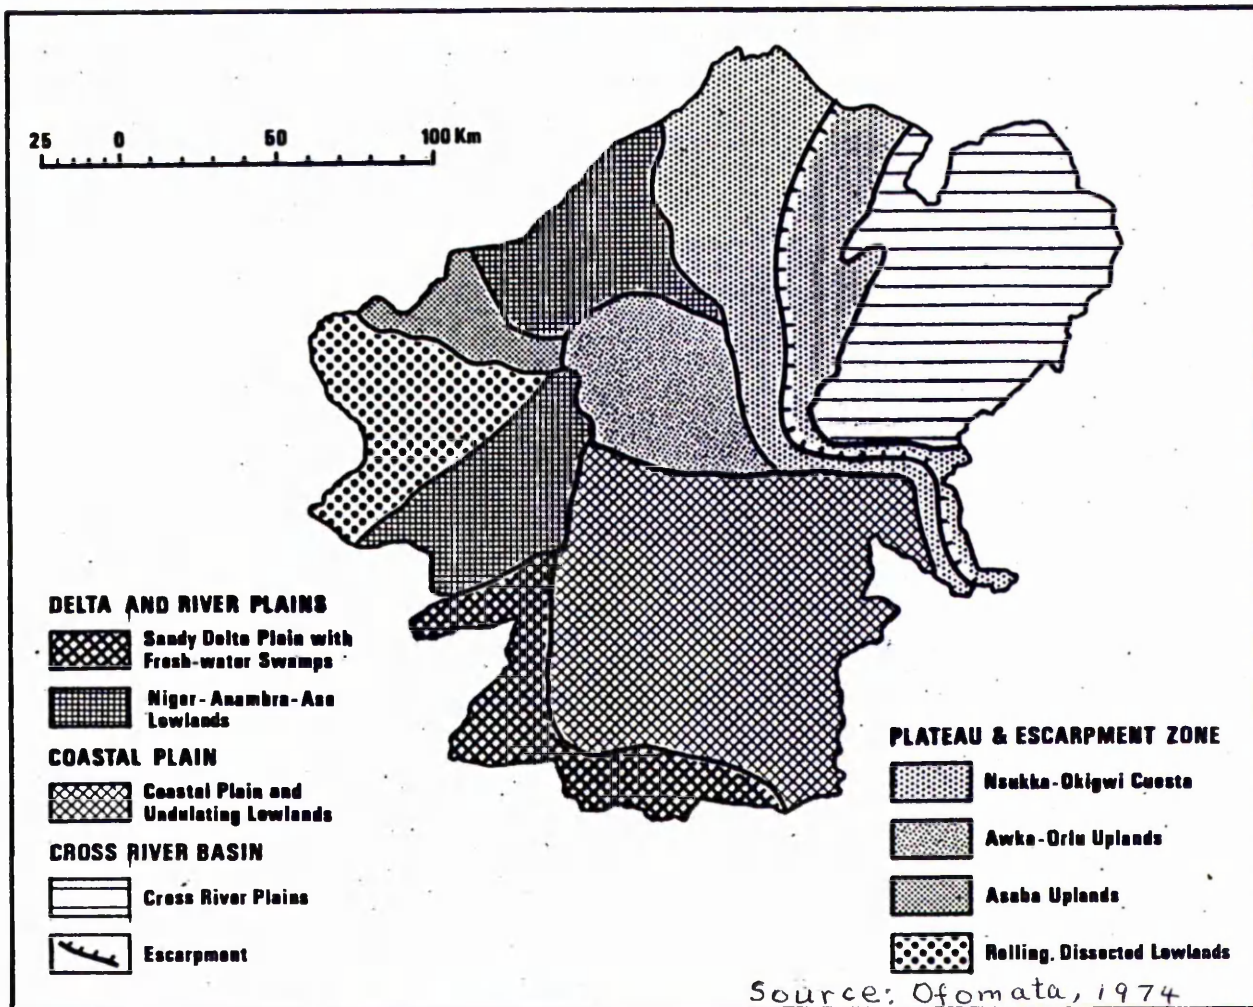 25 0 50 100 Km
DELTA AND RIVER PLAINS
Sandy Delta Plain with
Fresh-water Swamps
Niger-Anambra-Ase
Lowlands
COASTAL PLAIN
Coastal Plain and
Undulating Lowlands
CROSS RIVER BASIN
Cross River Plains
Escarpment
PLATEAU & ESCARPMENT ZONE
Nsukka-Okigwi Cuesta
Awka-Orlu Uplands
Asaba Uplands
Rolling, Dissected Lowlands
Source: Ofomata, 1974